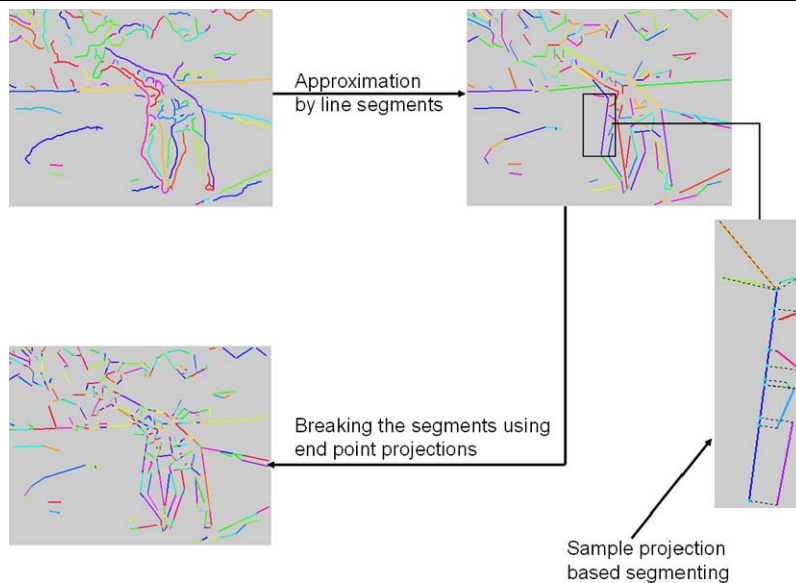 Approximation
by line segments
Breaking the segments using
end point projections
Sample projection
based segmenting